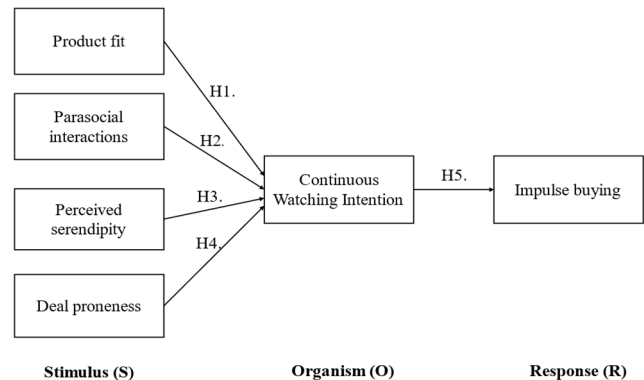 Product fit
H1.
Parasocial
interactions
H2.
Perceived
serendipity
H3.
Deal proneness
H4.
Continuous
Watching Intention
H5.
Impulse buying
Stimulus (S)
Organism (O)
Response (R)